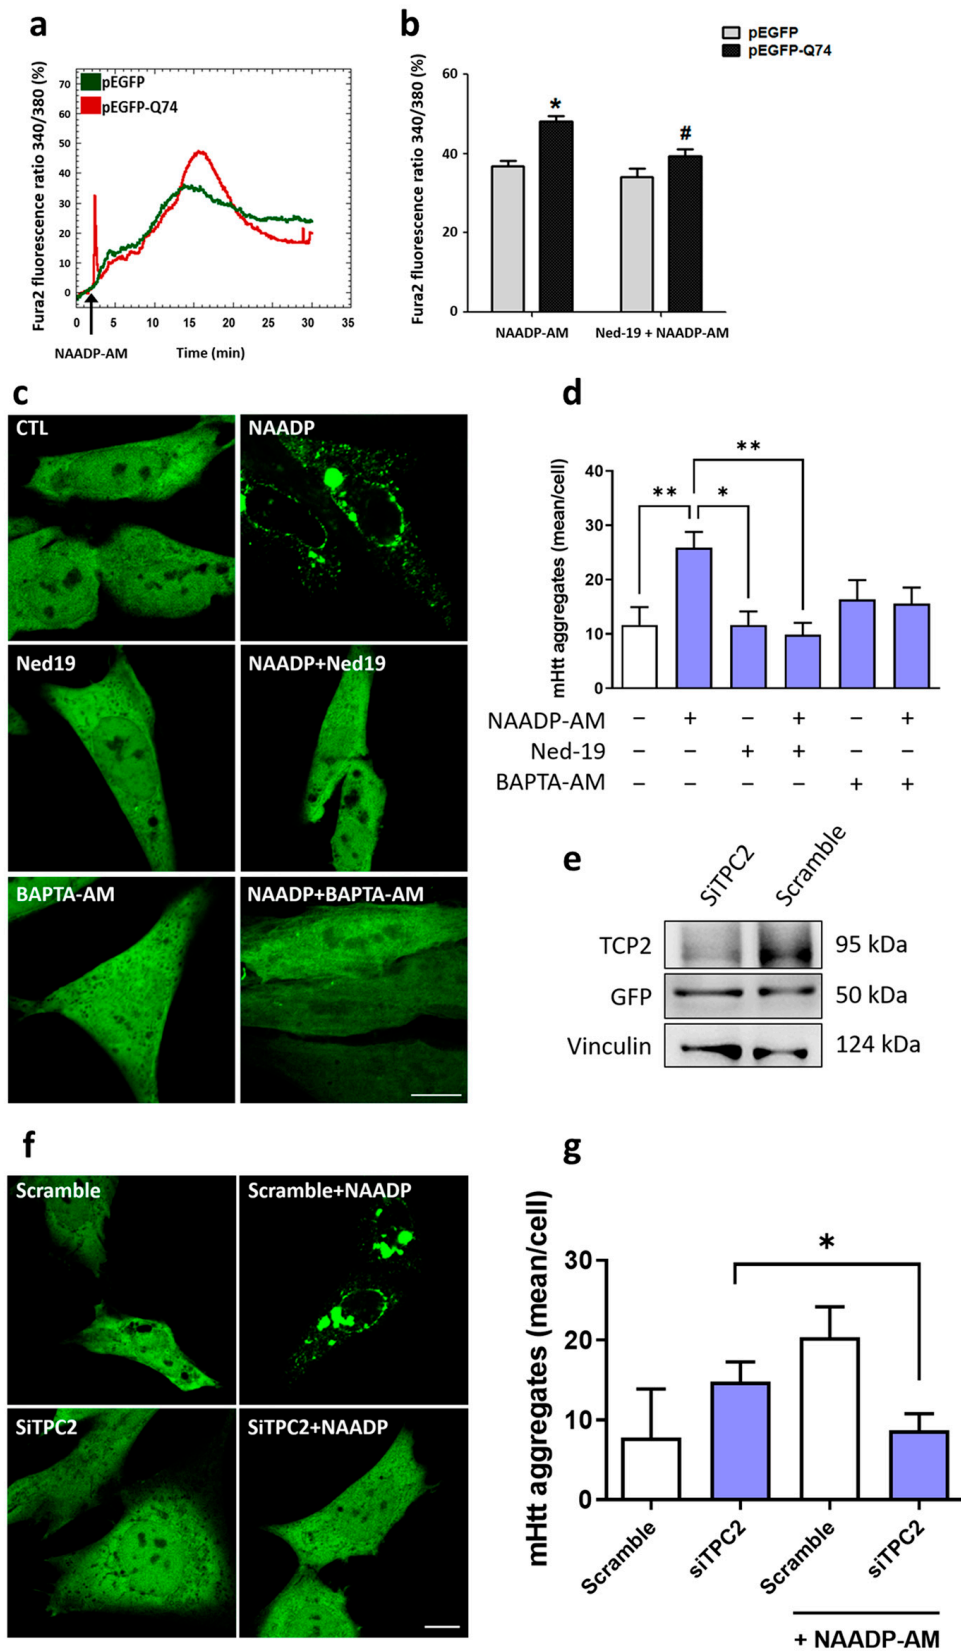 a
Fura2 fluorescence ratio 340/380 (%)
70
60
50
40
30
20
10
0
pEGFP
pEGFP-Q74
0 5 10 15 20 25 30 35
NAADP-AM
Time (min)
b
pEGFP
pEGFP-Q74
Fura2 fluorescence ratio 340/380 (%)
60
40
20
0
*
#
NAADP-AM
Ned-19 + NAADP-AM
c
CTL
NAADP
Ned19
NAADP+Ned19
BAPTA-AM
NAADP+BAPTA-AM
d
mHtt aggregates (mean/cell)
40
30
20
10
0
**
** *
NAADP-AM − + − + − +
Ned-19 − − + + − −
BAPTA-AM − − − − + +
e
SiTPC2 Scramble
TCP2 95 kDa
GFP 50 kDa
Vinculin 124 kDa
f
Scramble
Scramble+NAADP
SiTPC2
SiTPC2+NAADP
g
mHtt aggregates (mean/cell)
30
20
10
0
*
Scramble siTPC2 Scramble siTPC2
+ NAADP-AM